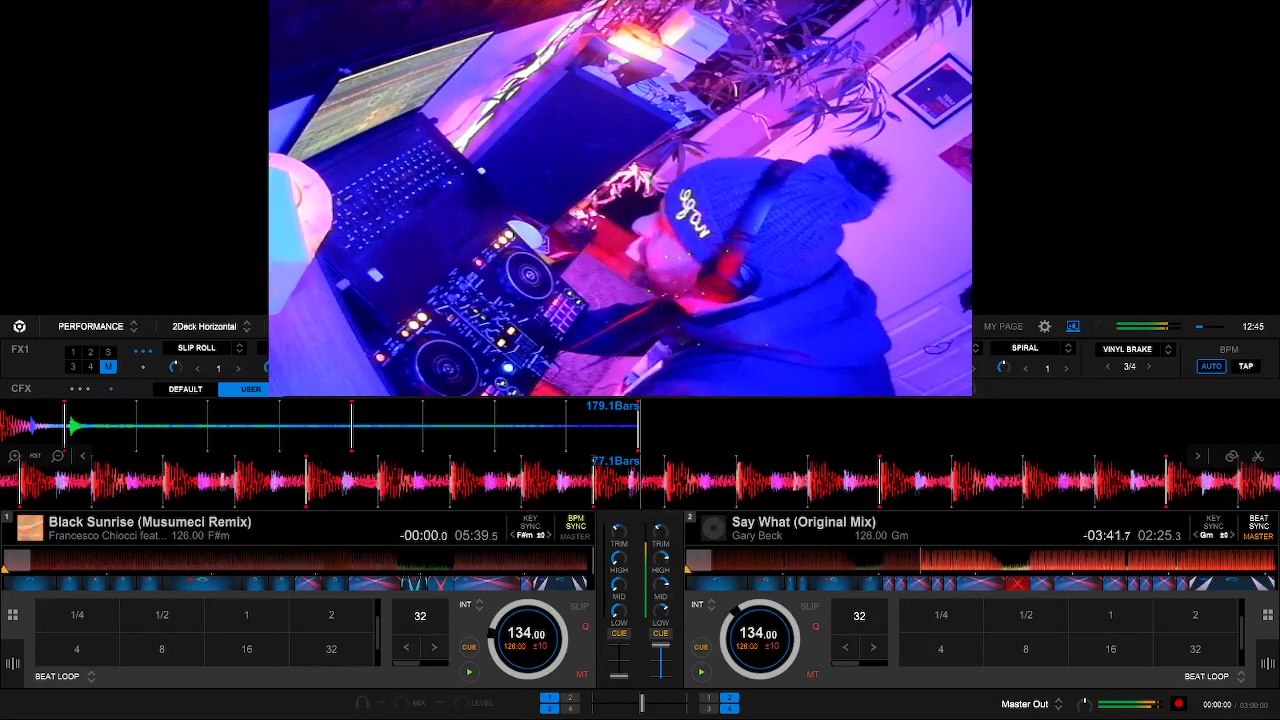 PERFORMANCE
2Deck Horizontal
MY PAGE
12:45
FX1
1 2 S
3 4 M
SLIP ROLL
1
SPIRAL
1
VINYL BRAKE
3/4
BPM
AUTO
TAP
CFX
DEFAULT
USER
179.1Bars
RST
77.1Bars
1
Black Sunrise (Musumeci Remix)
Francesco Chiocci feat...
126.00
F#m
KEY SYNC
F#m ±0
BPM SYNC
MASTER
-00:00.0
05:39.5
TRIM
HIGH
MID
LOW
CUE
TRIM
HIGH
MID
LOW
CUE
2
Say What (Original Mix)
Gary Beck
126.00
Gm
KEY SYNC
Gm ±0
BEAT SYNC
MASTER
-03:41.7
02:25.3
1/4
1/2
1
2
4
8
16
32
32
BEAT LOOP
INT
SLIP
Q
MT
CUE
134.00
126.00 ±10
INT
SLIP
Q
MT
CUE
134.00
126.00 ±10
32
1/4
1/2
1
2
4
8
16
32
BEAT LOOP
MIX
LEVEL
1 2
3 4
1 2
3 4
Master Out
00:00:00 / 03:00:00